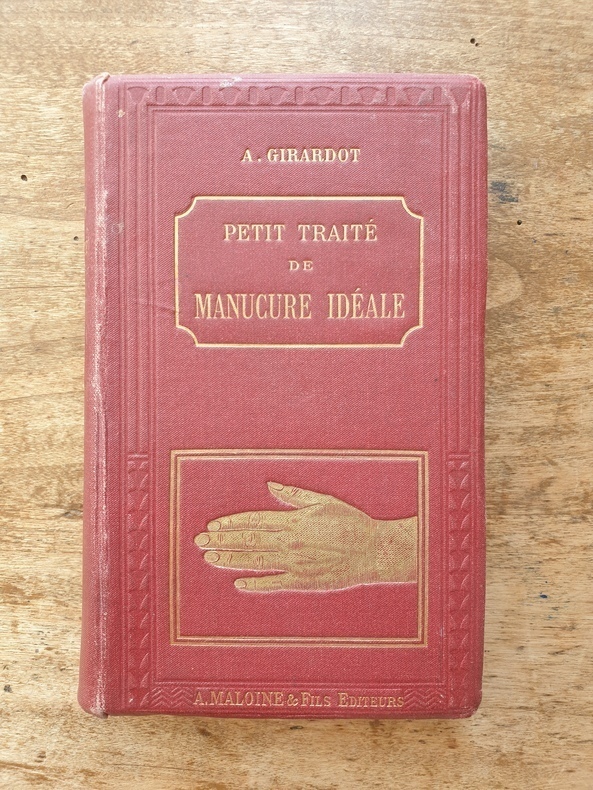 A. GIRARDOT
PETIT TRAITÉ
DE
MANUCURE IDÉALE
A. MALOINE & FILS EDITEURS